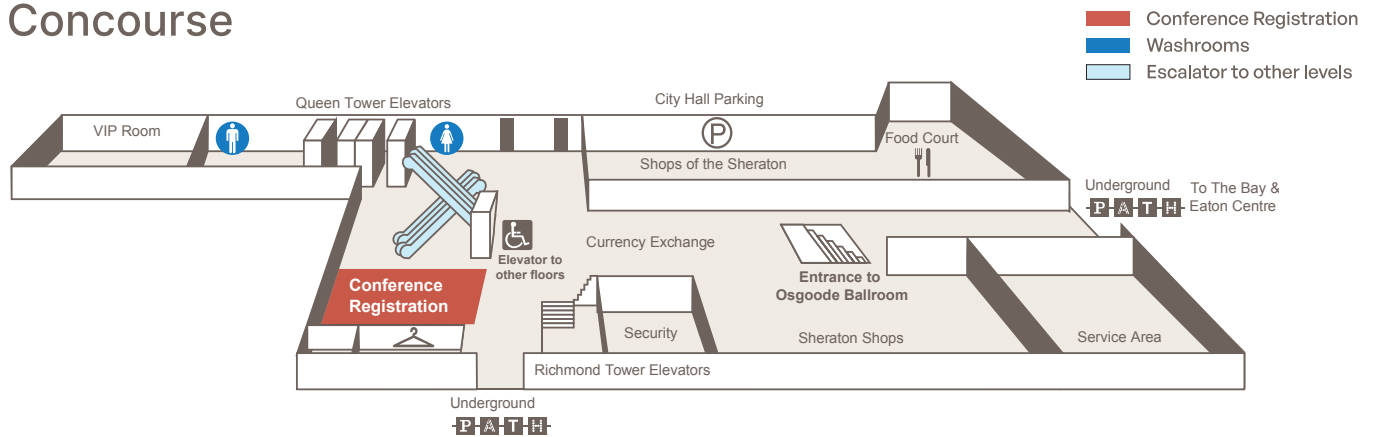 Concourse
Conference Registration
Washrooms
Escalator to other levels
Queen Tower Elevators
City Hall Parking
VIP Room
P
Food Court
Shops of the Sheraton
Underground
PATH
To The Bay &
Eaton Centre
Currency Exchange
Elevator to
other floors
Entrance to
Osgoode Ballroom
Conference
Registration
Security
Sheraton Shops
Service Area
Richmond Tower Elevators
Underground
PATH